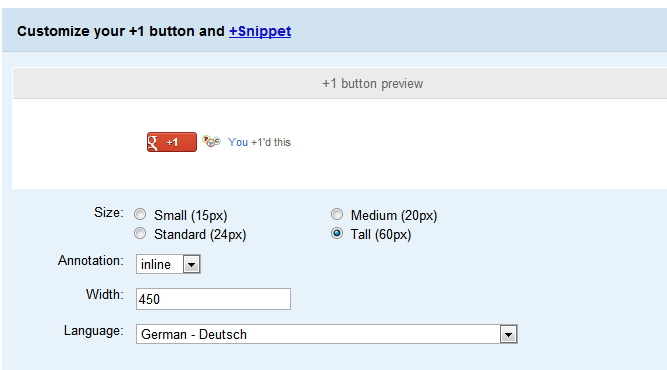 Customize your +1 button and +Snippet
+1 button preview
g +1 You +1'd this
Size: Small (15px) Medium (20px)
Standard (24px) Tall (60px)
Annotation: inline
Width: 450
Language: German - Deutsch